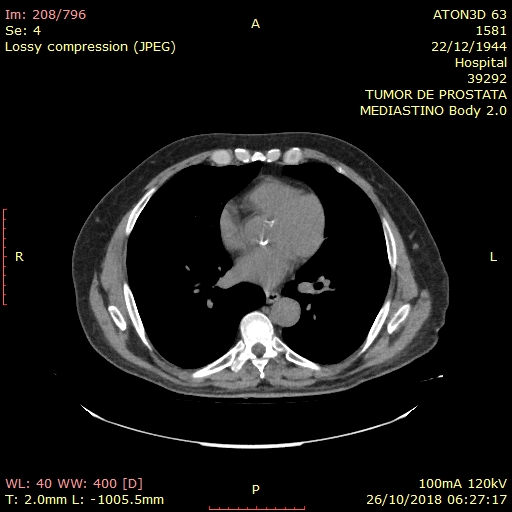 Im: 208/796
Se: 4
Lossy compression (JPEG)
A
ATON3D 63
1581
22/12/1944
Hospital
39292
TUMOR DE PROSTATA
MEDIASTINO Body 2.0
R
L
WL: 40 WW: 400 [D]
T: 2.0mm L: -1005.5mm
P
100mA 120kV
26/10/2018 06:27:17